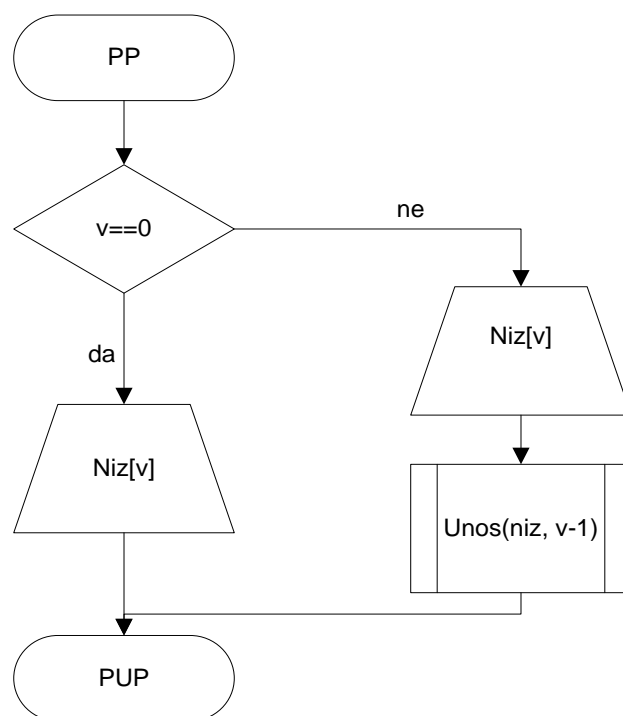 PP
v==0
ne
Niz[v]
da
Niz[v]
Unos(niz, v-1)
PUP